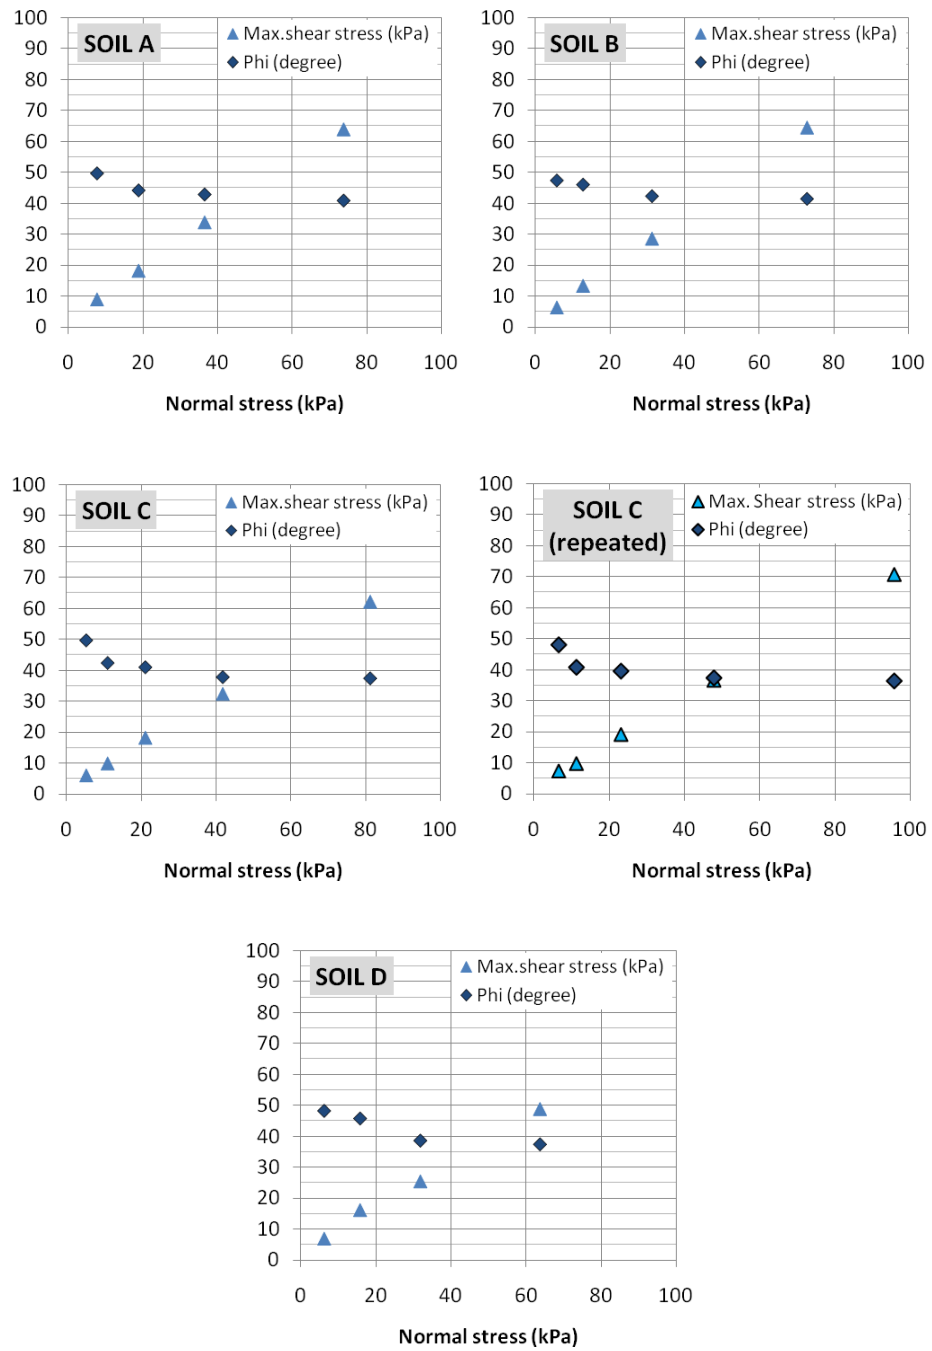 SOIL A
Max.shear stress (kPa)
Phi (degree)
100
90
80
70
60
50
40
30
20
10
0
0 20 40 60 80 100
Normal stress (kPa)
SOIL B
Max.shear stress (kPa)
Phi (degree)
100
90
80
70
60
50
40
30
20
10
0
0 20 40 60 80 100
Normal stress (kPa)
SOIL C
Max.shear stress (kPa)
Phi (degree)
100
90
80
70
60
50
40
30
20
10
0
0 20 40 60 80 100
Normal stress (kPa)
SOIL C
(repeated)
Max. Shear stress (kPa)
Phi (degree)
100
90
80
70
60
50
40
30
20
10
0
0 20 40 60 80 100
Normal stress (kPa)
SOIL D
Max.shear stress (kPa)
Phi (degree)
100
90
80
70
60
50
40
30
20
10
0
0 20 40 60 80 100
Normal stress (kPa)